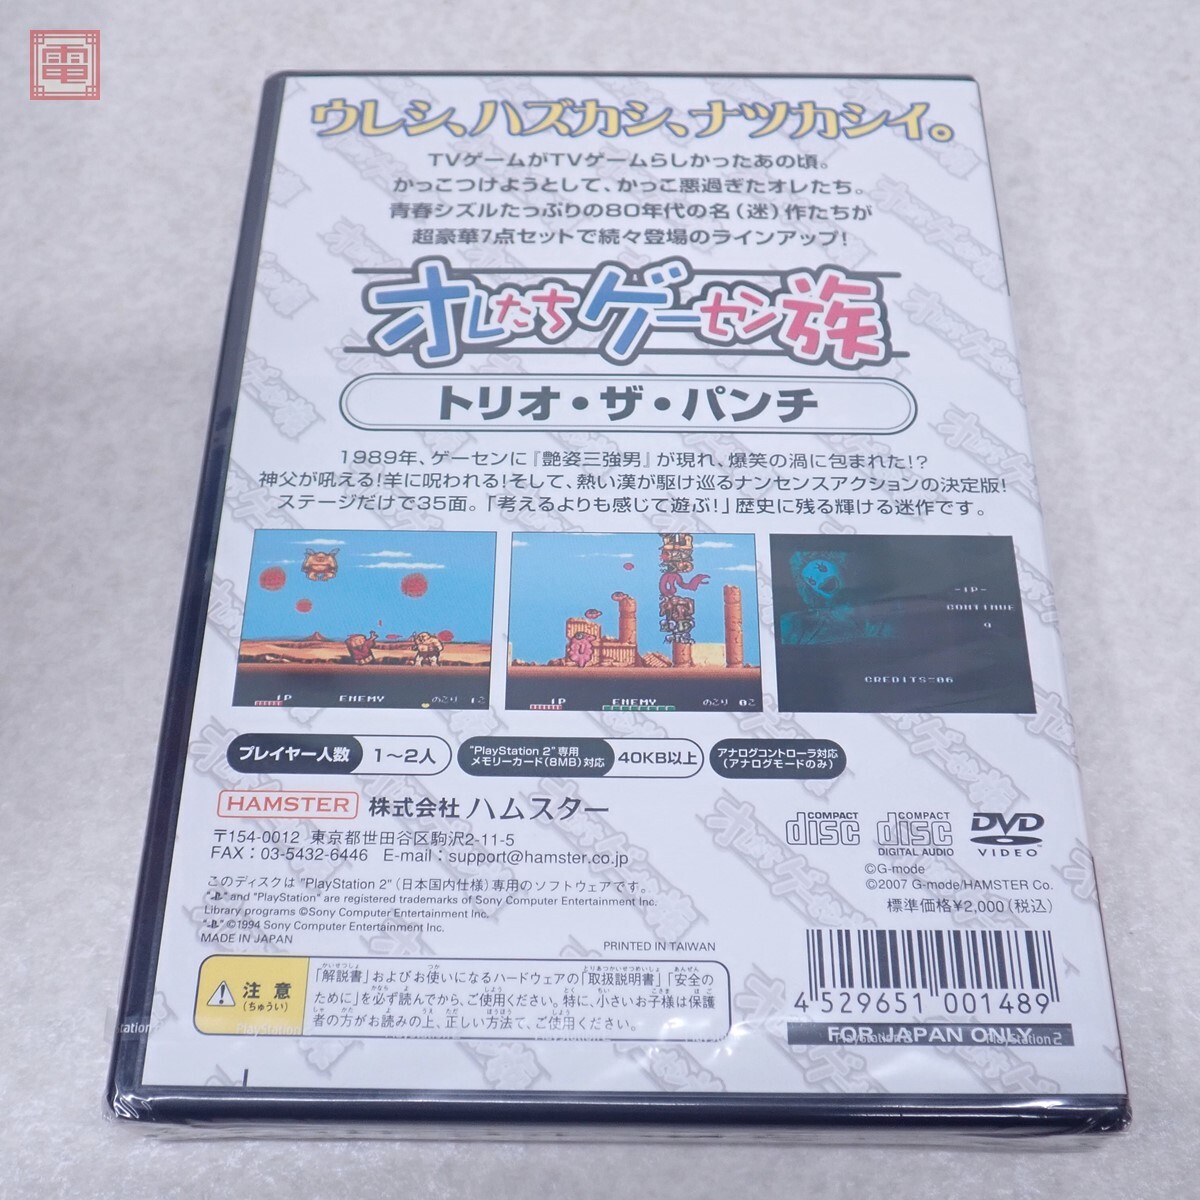 電
ウレシ、ハズカシ、ナツカシイ。
TVゲームがTVゲームらしかったあの頃。
かっこつけようとして、かっこ悪過ぎたオレたち。
青春シズルたっぷりの80年代の名（迷）作たちが
超豪華7点セットで続々登場のラインアップ！
オレたちゲーセン族
トリオ・ザ・パンチ
1989年、ゲーセンに『艶姿三強男』が現れ、爆笑の渦に包まれた！？
神父が吼える！羊に呪われる！そして、熱い漢が駆け巡るナンセンスアクションの決定版！
ステージだけで35面。「考えるよりも感じて遊ぶ！」歴史に残る輝ける迷作です。
1P ENEMY のこり 1こ
1P ENEMY のこり 0こ
-1P-
CONTINUE
9
CREDITS=06
プレイヤー人数 1〜2人
"PlayStation 2"専用
メモリーカード(8MB)対応 40KB以上
アナログコントローラ対応
(アナログモードのみ)
HAMSTER 株式会社 ハムスター
〒154-0012 東京都世田谷区駒沢2-11-5
FAX：03-5432-6446 E-mail：support@hamster.co.jp
COMPACT disc
COMPACT disc DIGITAL AUDIO
DVD VIDEO
©G-mode
©2007 G-mode/HAMSTER Co.
標準価格¥2,000（税込）
このディスクは "PlayStation 2"（日本国内仕様）専用のソフトウェアです。
" " and "PlayStation" are registered trademarks of Sony Computer Entertainment Inc.
Library programs ©Sony Computer Entertainment Inc.
" " ©1994 Sony Computer Entertainment Inc.
MADE IN JAPAN
PRINTED IN TAIWAN
注意
(ちゅうい)
「解説書」およびお使いになるハードウェアの「取扱説明書」「安全の
ために」を必ず読んでから、ご使用ください。特に、小さいお子様は保護
者の方がお読みの上、正しい方法で、ご使用ください。
4 529651 001489
FOR JAPAN ONLY
PlayStation 2